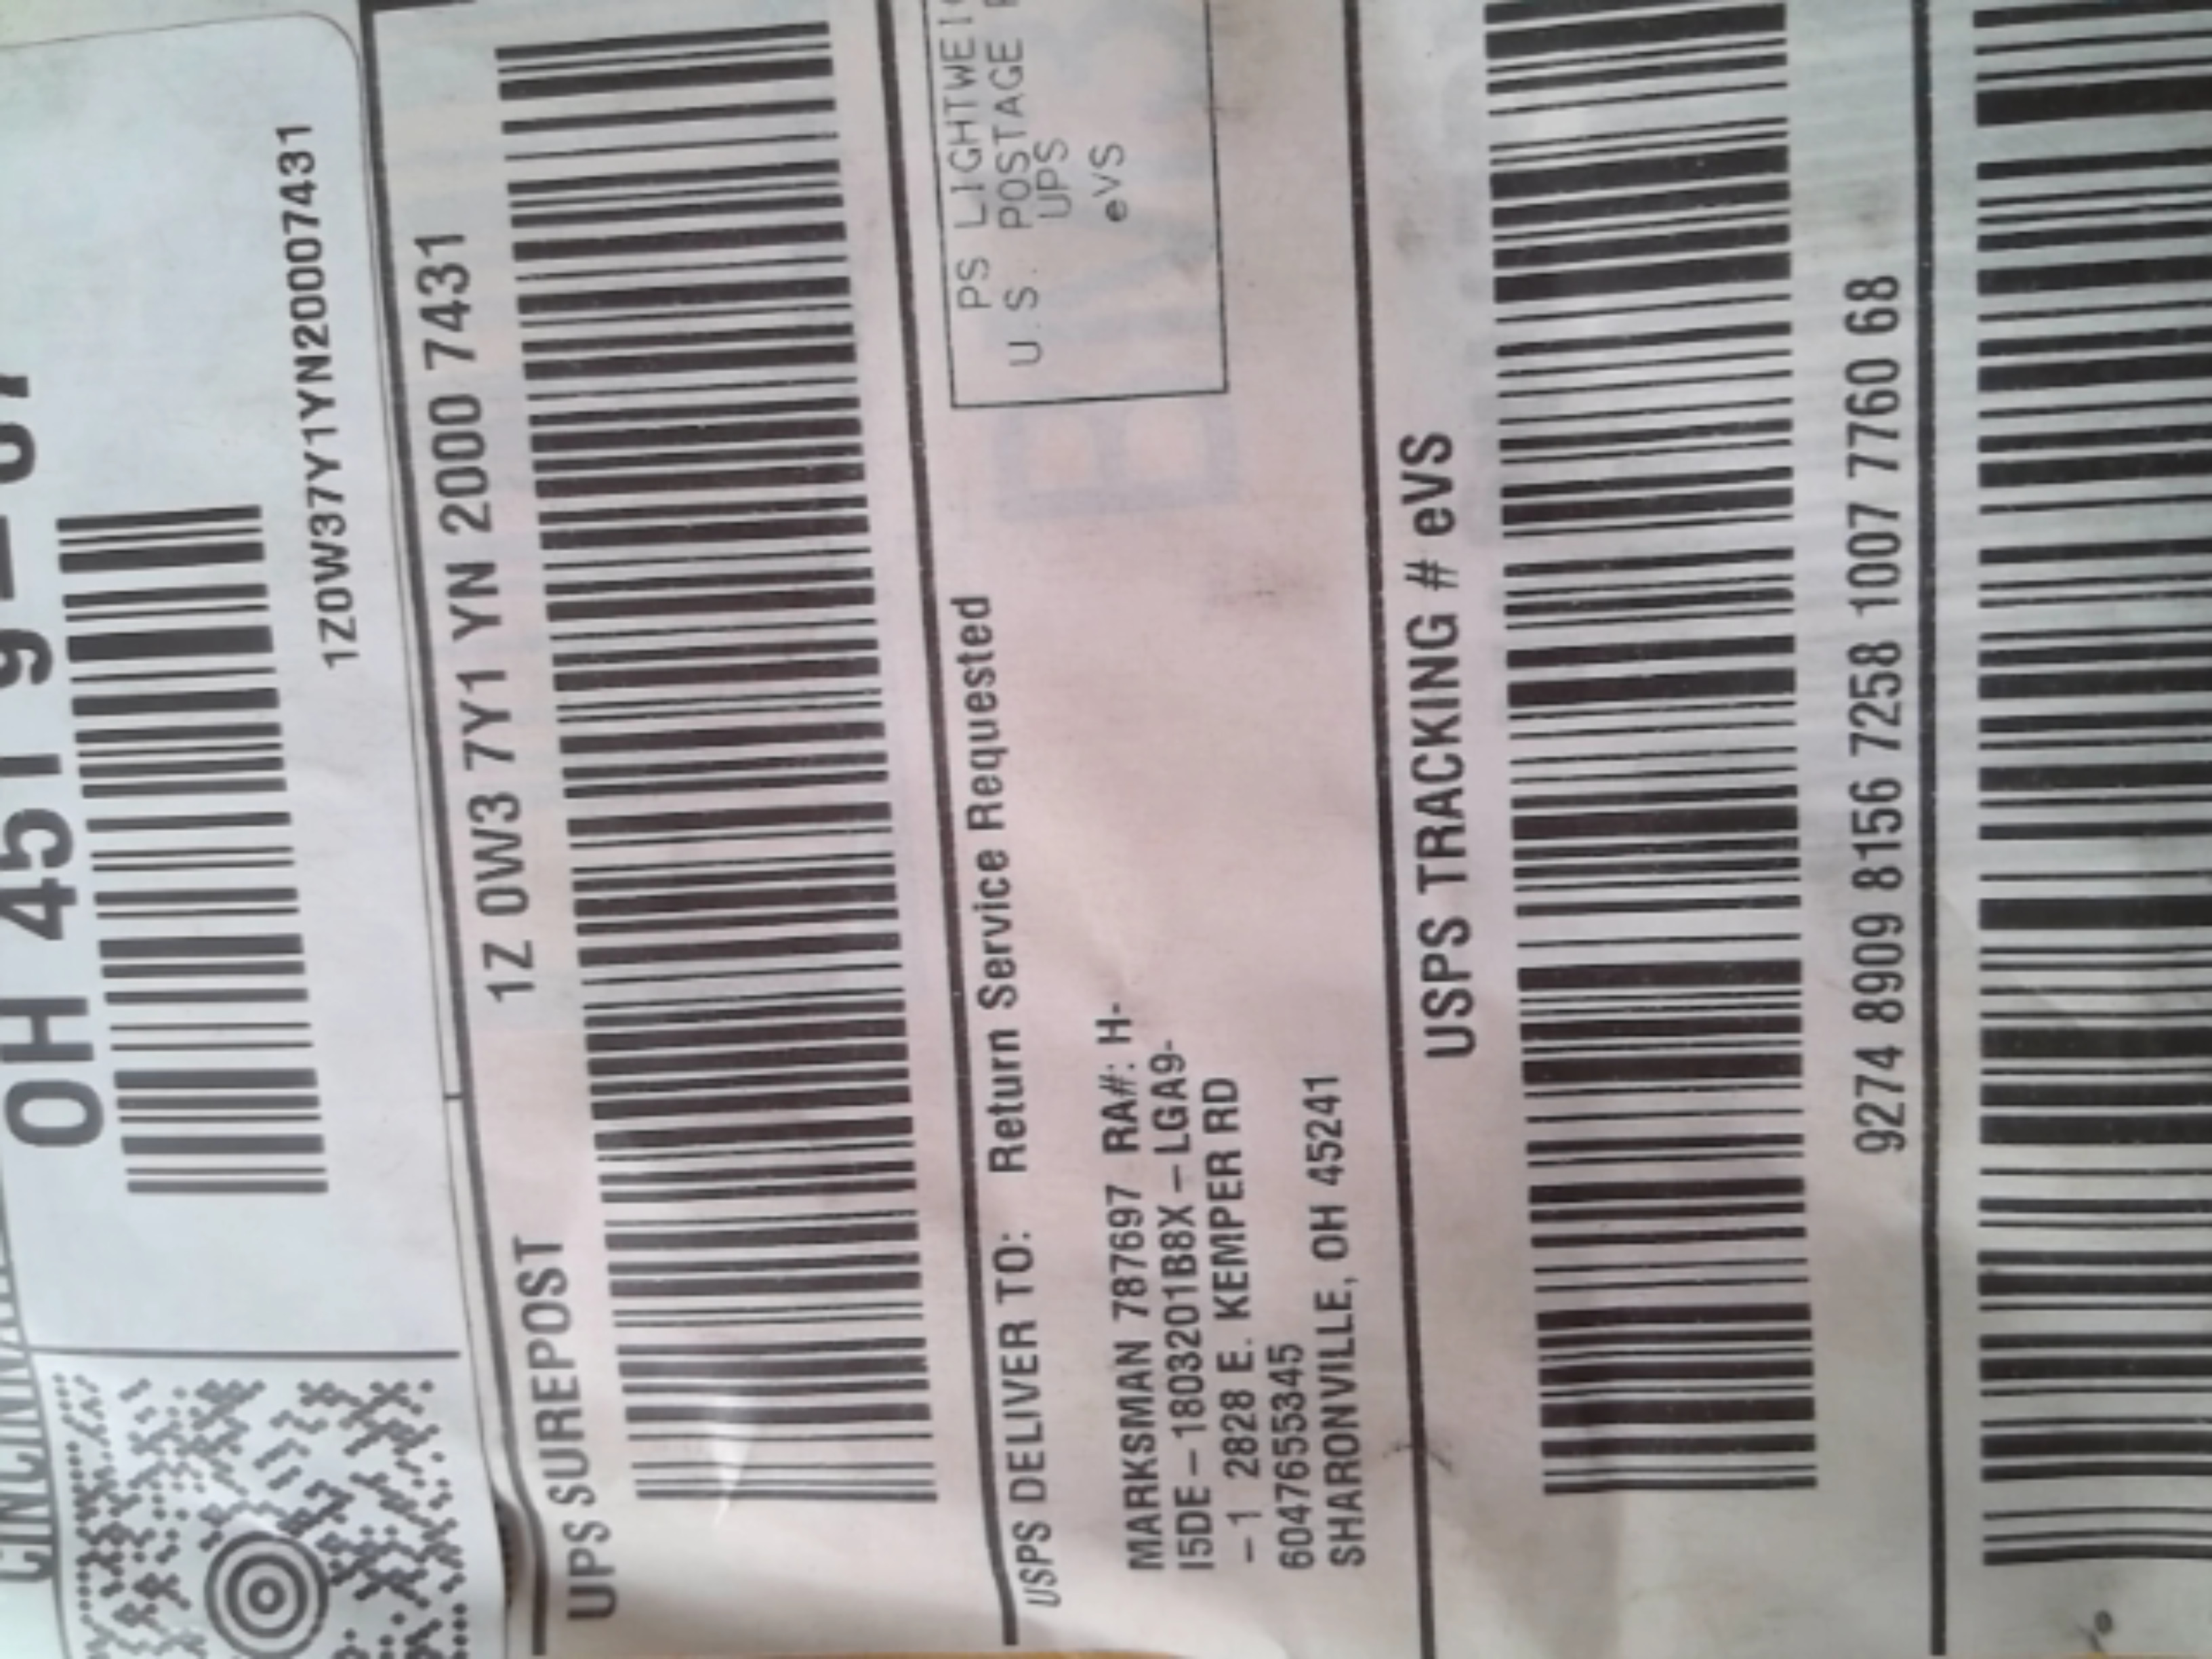 OH 451 9
1Z0W37Y1YN20007431
UPS SUREPOST
1Z 0W3 7Y1 YN 2000 7431
USPS DELIVER TO:
Return Service Requested
PS LIGHTWEIG
U.S. POSTAGE
UPS
eVS
MARKSMAN 787697 RA#: H-
I5DE – 1803201B8X – LGA9-
– 1 2828 E. KEMPER RD
6047655345
SHARONVILLE, OH 45241
USPS TRACKING # eVS
9274 8909 8156 7258 1007 7760 68